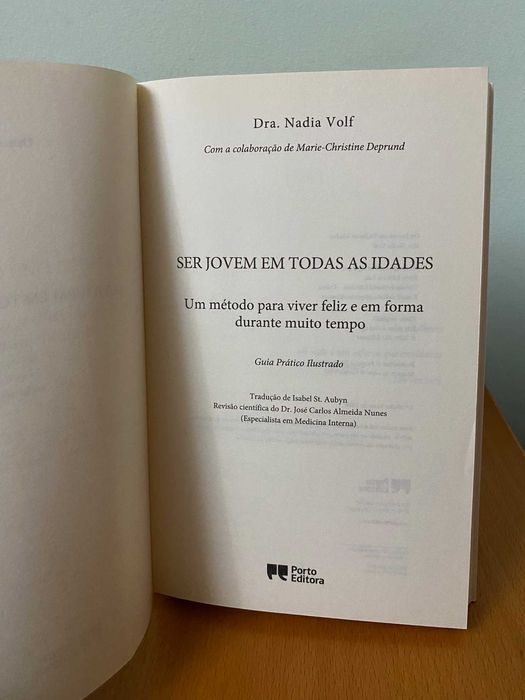 Dra. Nadia Volf
Com a colaboração de Marie-Christine Deprund
SER JOVEM EM TODAS AS IDADES
Um método para viver feliz e em forma
durante muito tempo
Guia Prático Ilustrado
Tradução de Isabel St. Aubyn
Revisão científica do Dr. José Carlos Almeida Nunes
(Especialista em Medicina Interna)
Porto
Editora